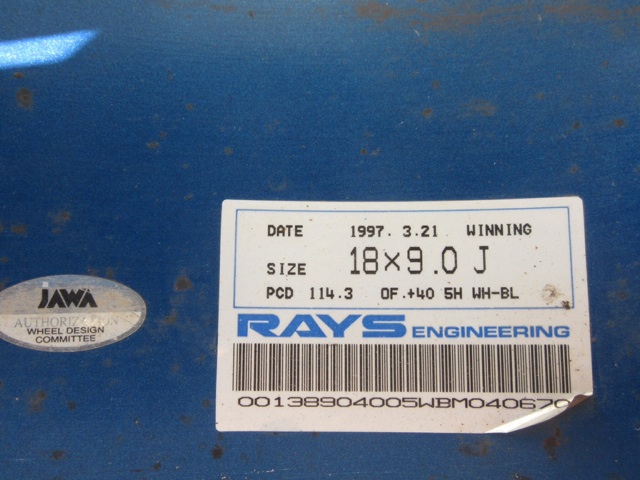 DATE 1997. 3.21 WINNING
SIZE 18×9.0 J
PCD 114.3 OF.+40 5H WH-BL
RAYS ENGINEERING
00138904005WBM040670
JAWA
AUTHORIZATION
WHEEL DESIGN
COMMITTEE